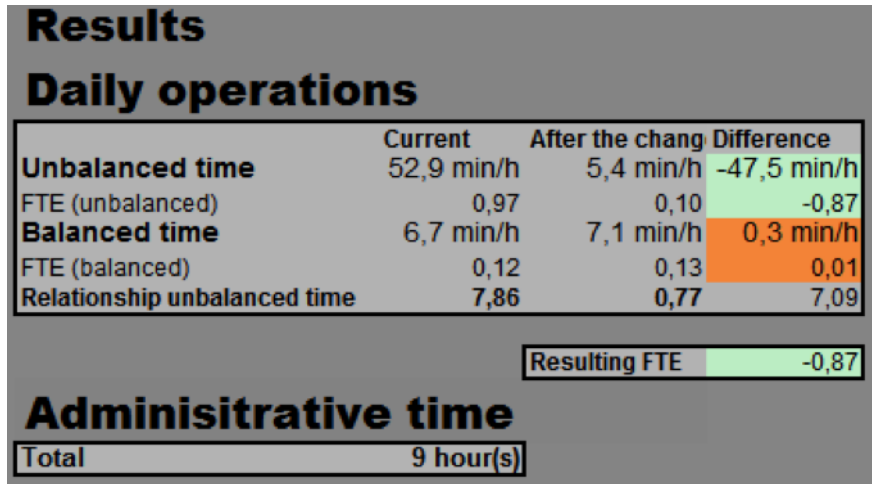 Results
Daily operations
Current After the chang Difference
Unbalanced time 52,9 min/h 5,4 min/h -47,5 min/h
FTE (unbalanced) 0,97 0,10 -0,87
Balanced time 6,7 min/h 7,1 min/h 0,3 min/h
FTE (balanced) 0,12 0,13 0,01
Relationship unbalanced time 7,86 0,77 7,09
Resulting FTE -0,87
Adminisitrative time
Total 9 hour(s)